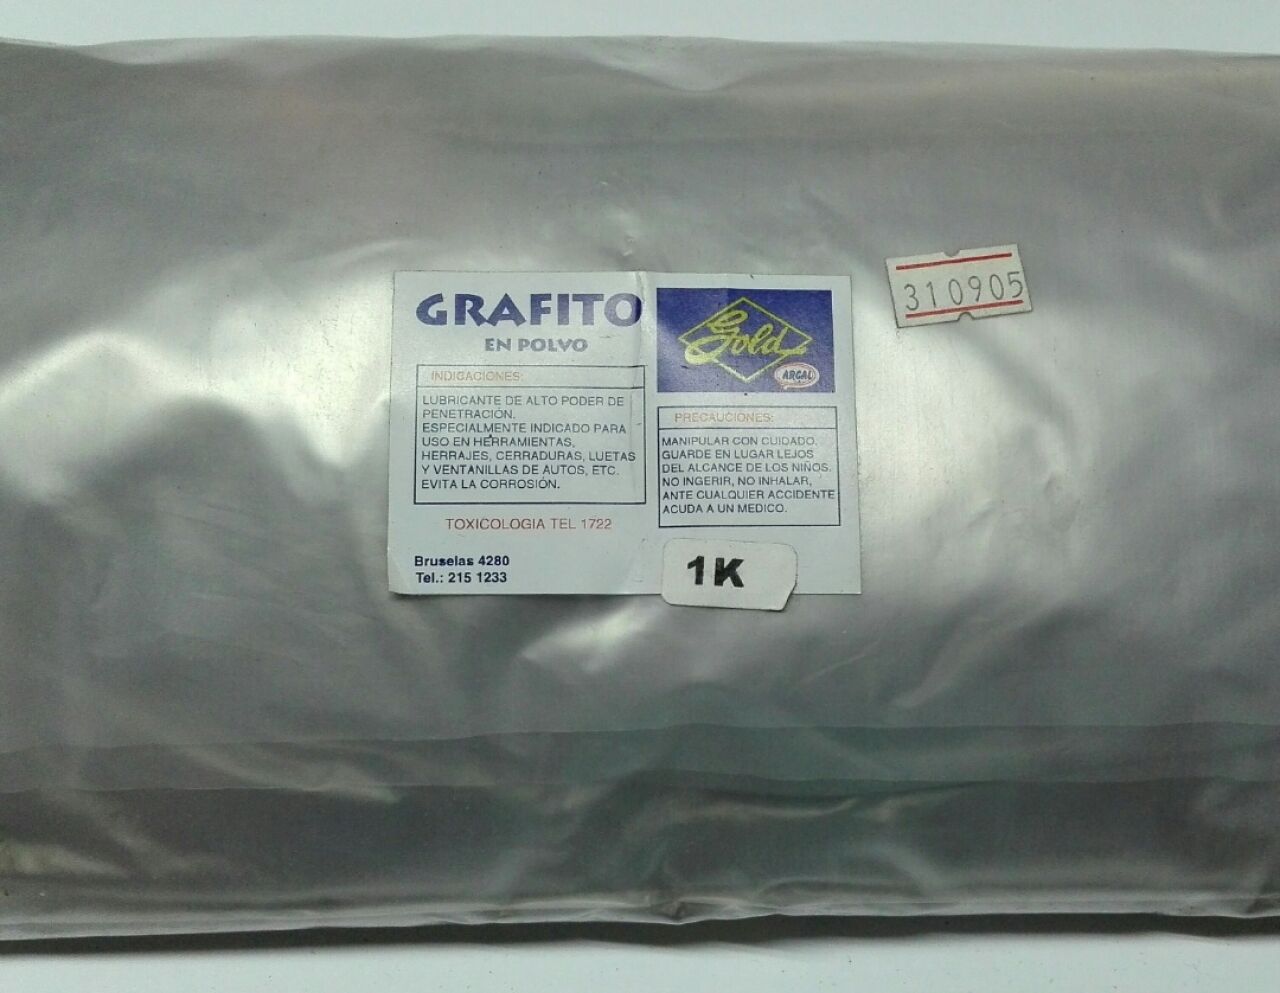 GRAFITO
EN POLVO
INDICACIONES:
LUBRICANTE DE ALTO PODER DE
PENETRACIÓN.
ESPECIALMENTE INDICADO PARA
USO EN HERRAMIENTAS,
HERRAJES, CERRADURAS, LUETAS
Y VENTANILLAS DE AUTOS, ETC.
EVITA LA CORROSIÓN.
TOXICOLOGIA TEL 1722
Bruselas 4280
Tel.: 215 1233
Gold
ARGAL
PRECAUCIONES:
MANIPULAR CON CUIDADO.
GUARDE EN LUGAR LEJOS
DEL ALCANCE DE LOS NIÑOS.
NO INGERIR, NO INHALAR,
ANTE CUALQUIER ACCIDENTE
ACUDA A UN MEDICO.
1K
310905